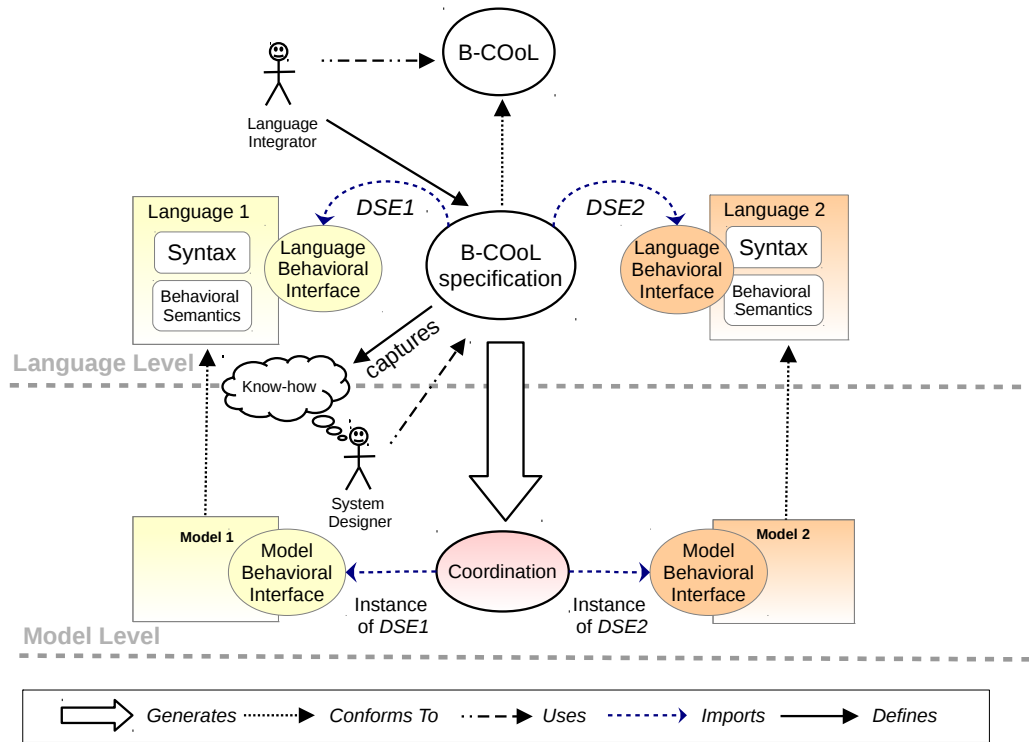 B-COoL
Language
Integrator
DSE1
DSE2
Language 1
Syntax
Behavioral
Semantics
Language
Behavioral
Interface
B-COoL
specification
Language
Behavioral
Interface
Language 2
Syntax
Behavioral
Semantics
captures
Language Level
Know-how
System
Designer
Model 1
Model
Behavioral
Interface
Coordination
Model
Behavioral
Interface
Model 2
Instance
of DSE1
Instance
of DSE2
Model Level
Generates
Conforms To
Uses
Imports
Defines